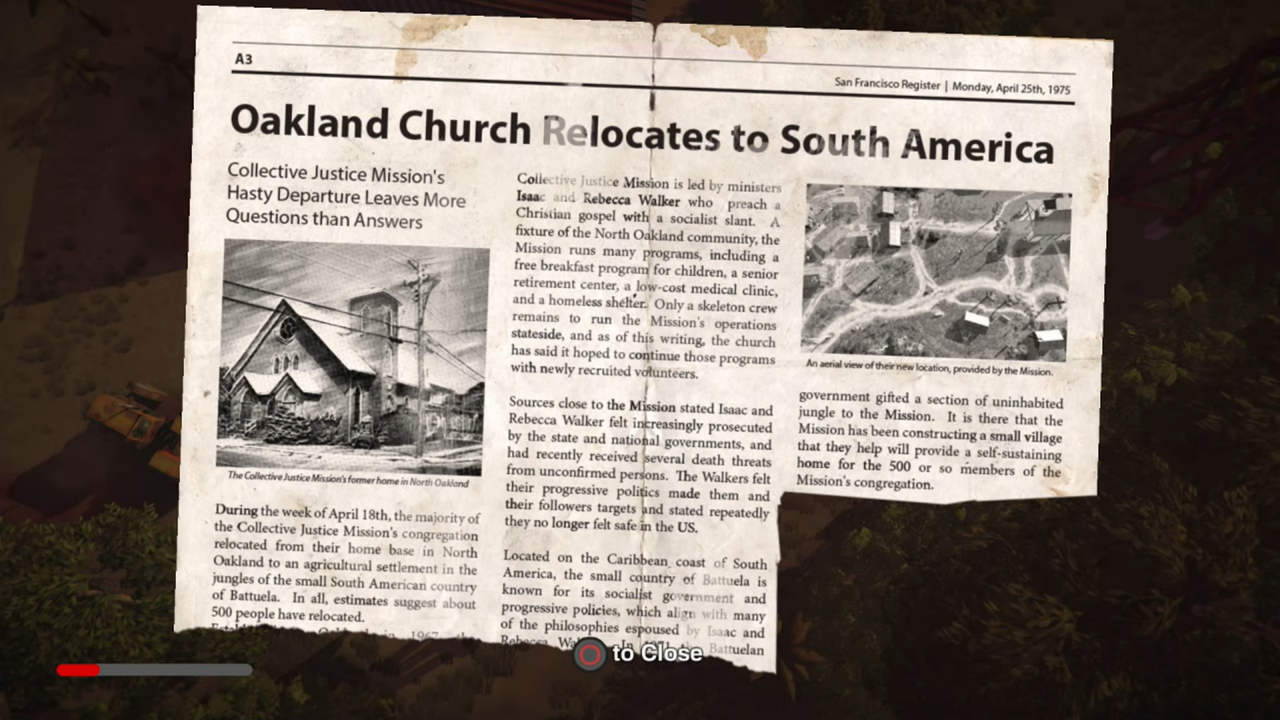 A3
San Francisco Register | Monday, April 25th, 1975
Oakland Church Relocates to South America
Collective Justice Mission's
Hasty Departure Leaves More
Questions than Answers
The Collective Justice Mission's former home in North Oakland
During the week of April 18th, the majority of
the Collective Justice Mission's congregation
relocated from their home base in North
Oakland to an agricultural settlement in the
jungles of the small South American country
of Battuela. In all, estimates suggest about
500 people have relocated.
in 1967, the
Collective Justice Mission is led by ministers
Isaac and Rebecca Walker who preach a
Christian gospel with a socialist slant. A
fixture of the North Oakland community, the
Mission runs many programs, including a
free breakfast program for children, a senior
retirement center, a low-cost medical clinic,
and a homeless shelter. Only a skeleton crew
remains to run the Mission's operations
stateside, and as of this writing, the church
has said it hoped to continue those programs
with newly recruited volunteers.
Sources close to the Mission stated Isaac and
Rebecca Walker felt increasingly prosecuted
by the state and national governments, and
had recently received several death threats
from unconfirmed persons. The Walkers felt
their progressive politics made them and
their followers targets and stated repeatedly
they no longer felt safe in the US.
Located on the Caribbean coast of South
America, the small country of Battuela is
known for its socialist government and
progressive policies, which align with many
of the philosophies espoused by Isaac and
Rebecca In Battuelan
An aerial view of their new location, provided by the Mission.
government gifted a section of uninhabited
jungle to the Mission. It is there that the
Mission has been constructing a small village
that they help will provide a self-sustaining
home for the 500 or so members of the
Mission's congregation.
to Close